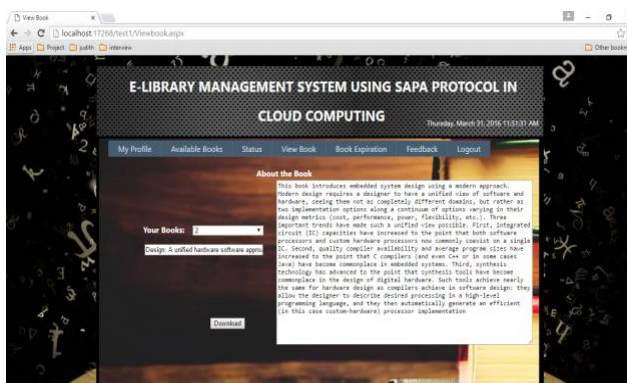 View Book
localhost:17268/test1/Viewbook.aspx
Apps Project judith interview Other bookm
E-LIBRARY MANAGEMENT SYSTEM USING SAPA PROTOCOL IN
CLOUD COMPUTING
Thursday, March 31, 2016 11:51:51 AM
My Profile Available Books Status View Book Book Expiration Feedback Logout
About the Book
Your Books: 2
Design: A unified hardware software approa
Download
This book introduces embedded system design using a modern approach.
Modern design requires a designer to have a unified view of software and
hardware, seeing them not as completely different domains, but rather as
two implementation options along a continuum of options varying in their
design metrics (cost, performance, power, flexibility, etc.). Three
important trends have made such a unified view possible. First, integrated
circuit (IC) capacities have increased to the point that both software
processors and custom hardware processors now commonly coexist on a single
IC. Second, quality compiler availability and average program sizes have
increased to the point that C compilers (and even C++ or in some cases
Java) have become commonplace in embedded systems. Third, synthesis
technology has advanced to the point that synthesis tools have become
commonplace in the design of digital hardware. Such tools achieve nearly
the same for hardware design as compilers achieve in software design: they
allow the designer to describe desired processing in a high-level
programming language, and they then automatically generate an efficient
(in this case custom-hardware) processor implementation